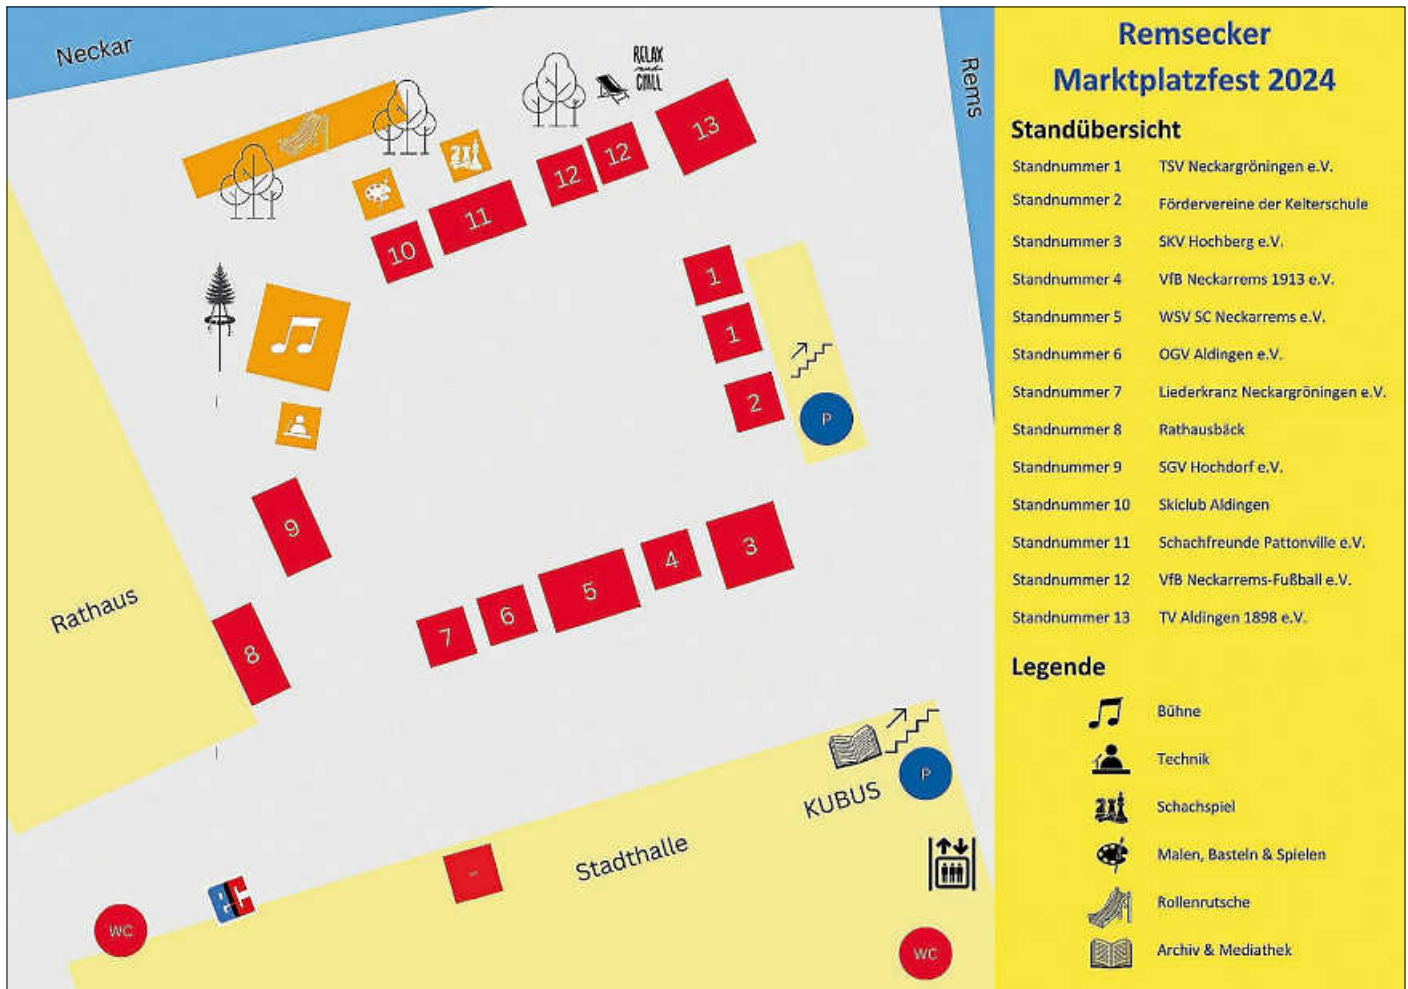 Neckar
RELAX
and
CHILL
Rems
13
12
12
11
10
1
1
2
P
9
3
4
5
6
7
8
Rathaus
KUBUS
P
Stadthalle
WC
WC
Remsecker
Marktplatzfest 2024
Standübersicht
Standnummer 1 TSV Neckargröningen e.V.
Standnummer 2 Fördervereine der Kelterschule
Standnummer 3 SKV Hochberg e.V.
Standnummer 4 VfB Neckarrems 1913 e.V.
Standnummer 5 WSV SC Neckarrems e.V.
Standnummer 6 OGV Aldingen e.V.
Standnummer 7 Liederkranz Neckargröningen e.V.
Standnummer 8 Rathausbäck
Standnummer 9 SGV Hochdorf e.V.
Standnummer 10 Skiclub Aldingen
Standnummer 11 Schachfreunde Pattonville e.V.
Standnummer 12 VfB Neckarrems-Fußball e.V.
Standnummer 13 TV Aldingen 1898 e.V.
Legende
Bühne
Technik
Schachspiel
Malen, Basteln & Spielen
Rollenrutsche
Archiv & Mediathek